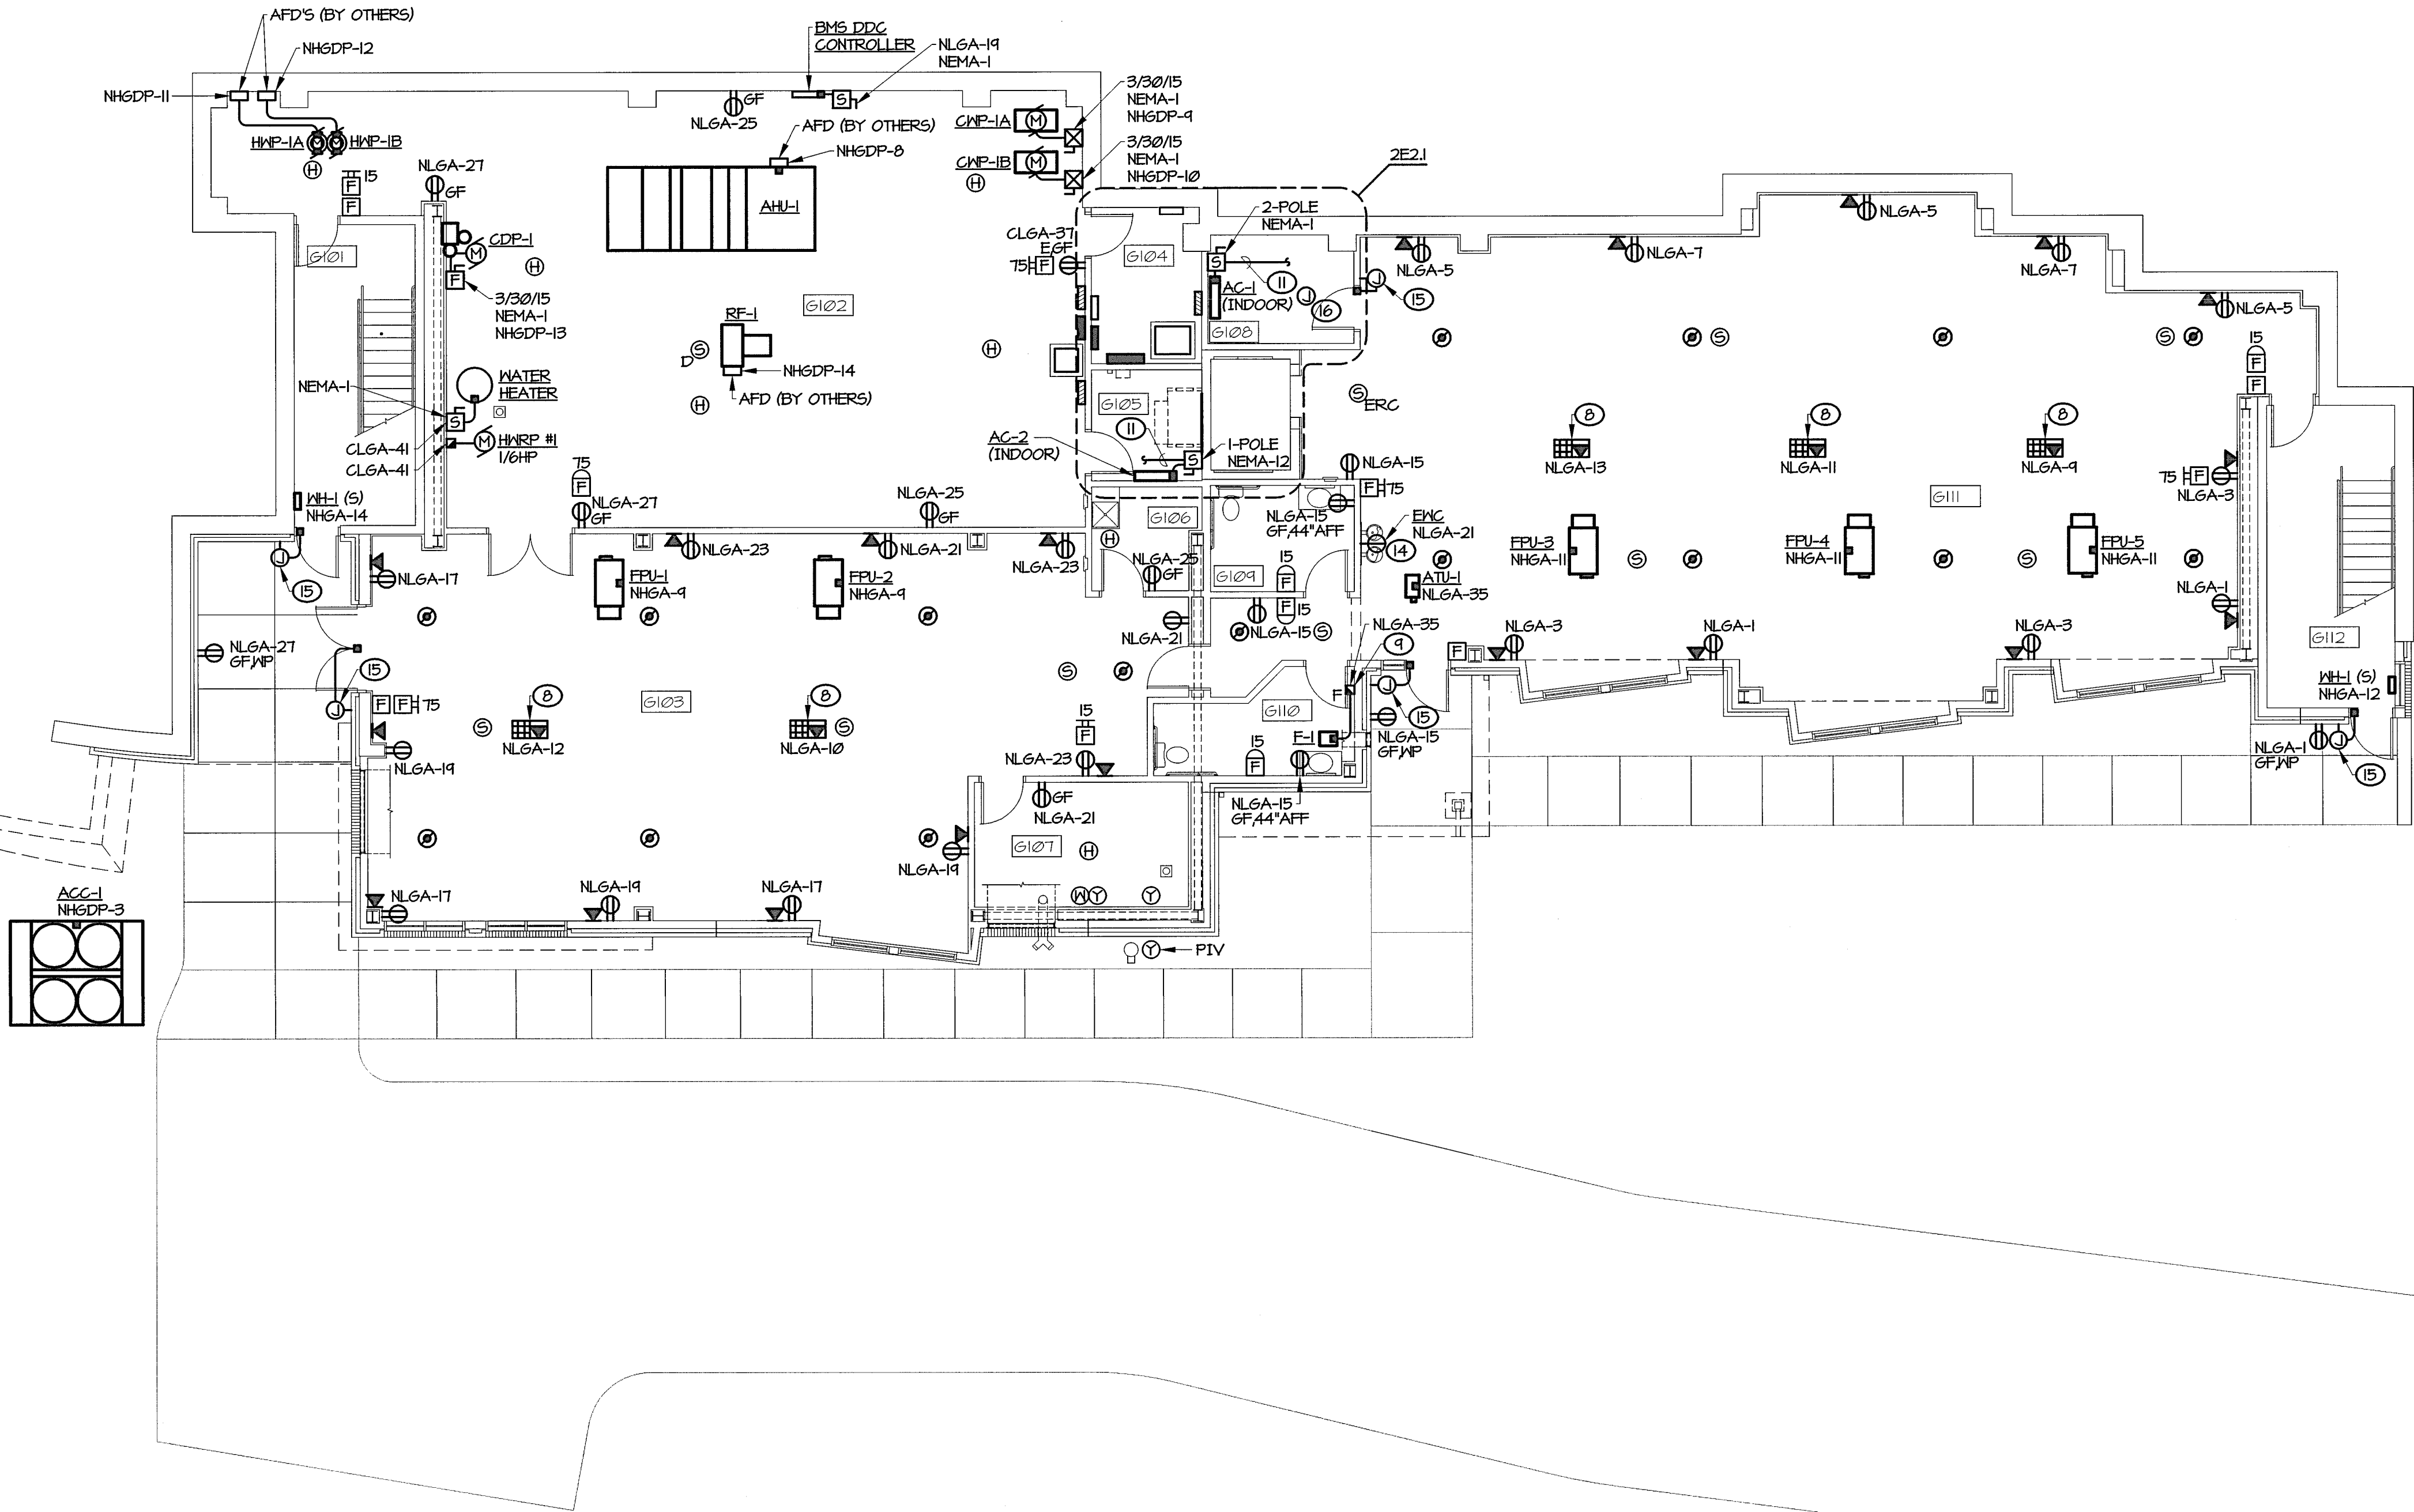 AFD'S (BY OTHERS)
NHGDP-12
NHGDP-11
HWP-1A
HWP-1B
H
15
F
F
BMS DDC
CONTROLLER
NLGA-19
NEMA-1
S
GF
NLGA-25
AFD (BY OTHERS)
NHGDP-8
AHU-1
CWP-1A
M
3/30/15
NEMA-1
NHGDP-9
CWP-1B
M
3/30/15
NEMA-1
NHGDP-10
H
2E2.1
NLGA-27
GF
CDP-1
M
F
3/30/15
NEMA-1
NHGDP-13
H
G101
G102
RF-1
D
S
NHGDP-14
AFD (BY OTHERS)
H
H
NEMA-1
WATER
HEATER
S
CLGA-41
CLGA-41
M
HWRP #1
1/6HP
WH-1 (S)
NHGA-14
J
15
75
F
NLGA-27
GF
NLGA-25
GF
2-POLE
NEMA-1
CLGA-37
E,GF
75
F
G104
S
11
AC-1
(INDOOR)
J
16
G108
J
15
G105
11
AC-2
(INDOOR)
S
1-POLE
NEMA-12
S
ERC
NLGA-5
NLGA-7
NLGA-5
NLGA-7
NLGA-5
S
S
15
F
F
8
NLGA-13
8
NLGA-11
8
NLGA-9
G111
75
F
NLGA-3
NLGA-15
F
75
G106
H
NLGA-15
GF,44"AFF
EWC
NLGA-21
14
NLGA-25
GF
G109
15
F
F
15
ATU-1
NLGA-35
FPU-3
NHGA-11
S
FPU-4
NHGA-11
S
FPU-5
NHGA-11
NLGA-1
G112
NLGA-17
NLGA-23
NLGA-21
NLGA-23
FPU-1
NHGA-9
FPU-2
NHGA-9
NLGA-21
NLGA-15
S
NLGA-35
9
F
NLGA-3
NLGA-1
NLGA-3
F
NLGA-27
GF,WP
15
J
F
F
75
NLGA-19
G103
S
8
NLGA-12
8
NLGA-10
S
S
15
F
NLGA-23
G110
F
J
15
NLGA-15
GF,WP
15
F
F-1
NLGA-15
GF,44"AFF
WH-1 (S)
NHGA-12
NLGA-1
GF,WP
J
15
GF
NLGA-21
G107
H
NLGA-19
W
Y
Y
NLGA-17
NLGA-19
NLGA-17
ACC-1
NHGDP-3
Y
PIV